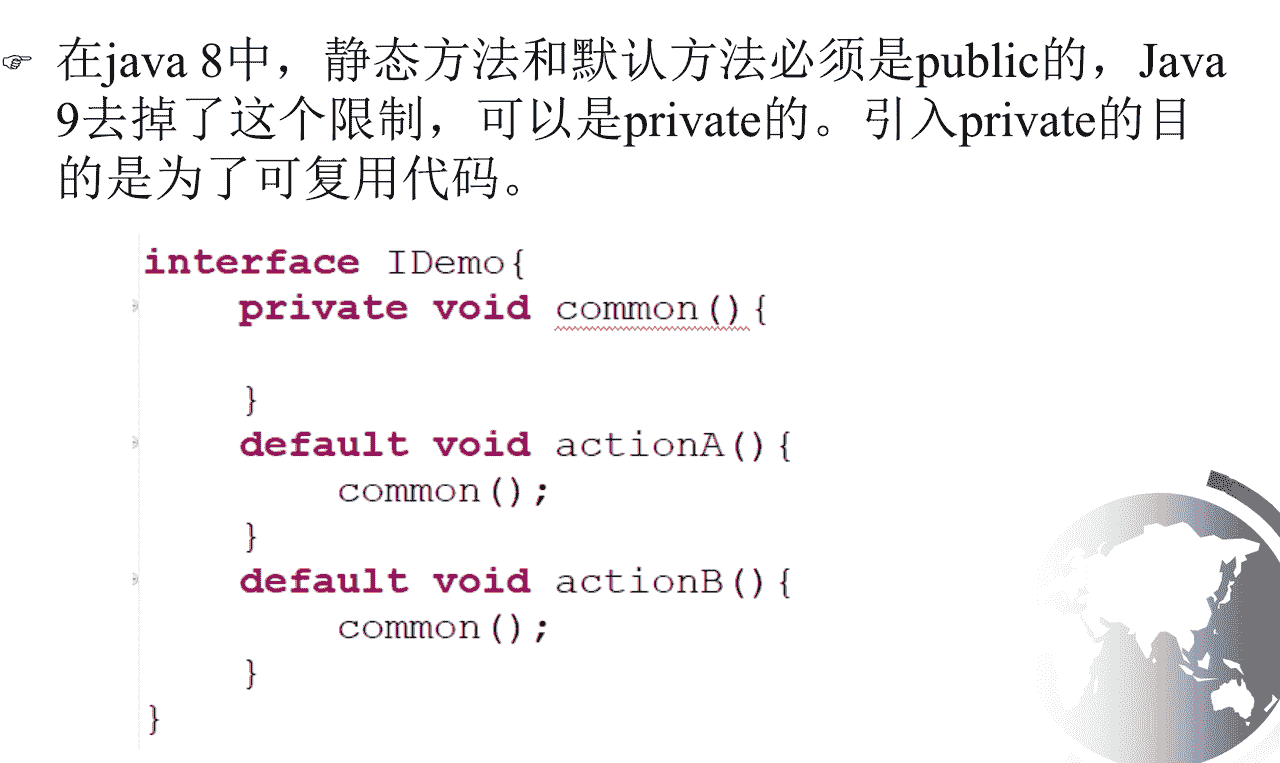 在java 8中，静态方法和默认方法必须是public的，Java
9去掉了这个限制，可以是private的。引入private的目
的是为了可复用代码。
interface IDemo{
private void common(){
}
default void actionA(){
common();
}
default void actionB(){
common();
}
}